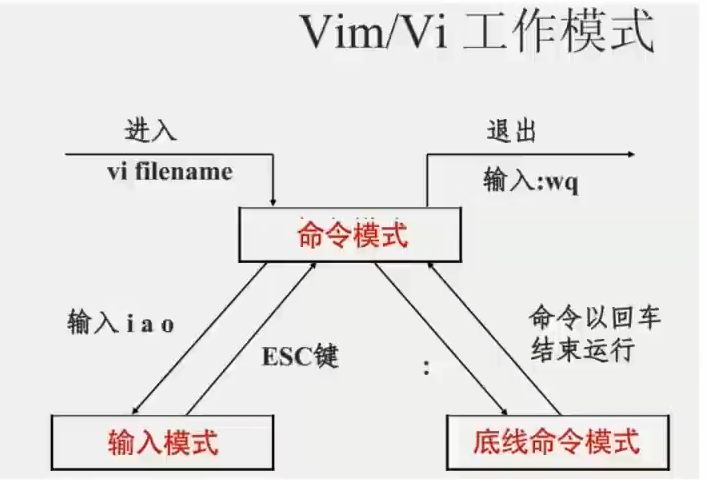 Vim/Vi 工作模式
进入
退出
vi filename
输入:wq
命令模式
输入 i a o
ESC键
:
命令以回车
结束运行
输入模式
底线命令模式